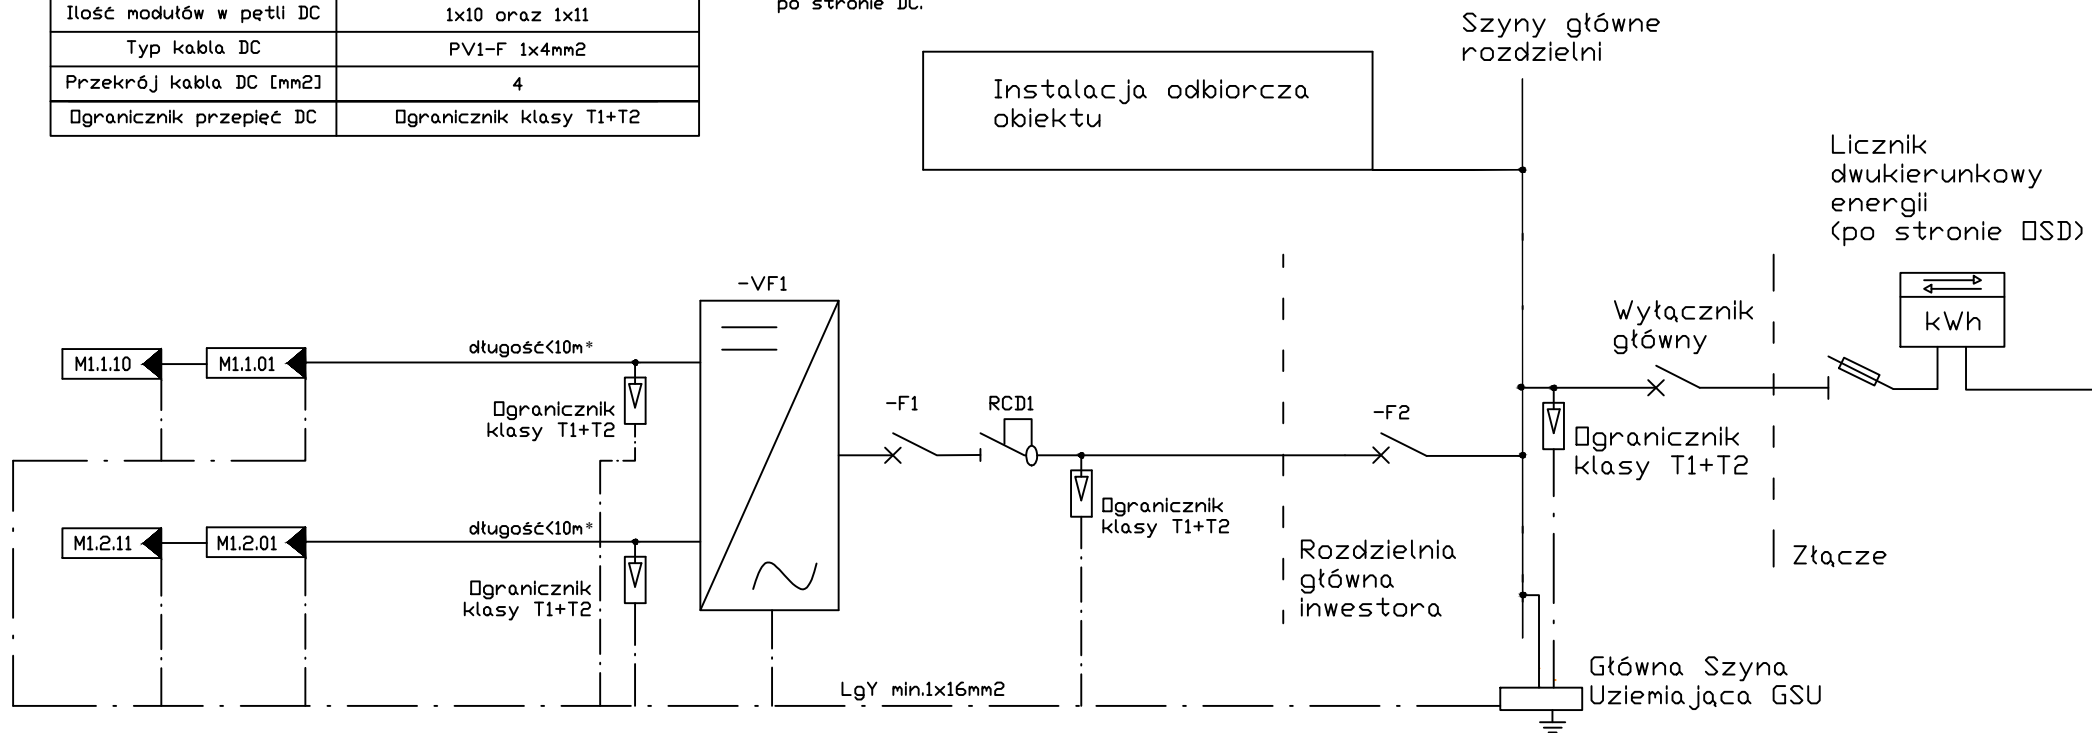 Ilość modułów w pętli DC 1x10 oraz 1x11
Typ kabla DC PV1-F 1x4mm2
Przekrój kabla DC [mm2] 4
Ogranicznik przepięć DC Ogranicznik klasy T1+T2
po stronie DC.
Szyny główne
rozdzielni
Instalacja odbiorcza
obiektu
Licznik
dwukierunkowy
energii
(po stronie OSD)
kWh
Wyłącznik
główny
-VF1
M1.1.10
M1.1.01
długość<10m*
Ogranicznik
klasy T1+T2
-F1
RCD1
-F2
Ogranicznik
klasy T1+T2
Ogranicznik
klasy T1+T2
M1.2.11
M1.2.01
długość<10m*
Ogranicznik
klasy T1+T2
Rozdzielnia
główna
inwestora
Złącze
LgY min.1x16mm2
Główna Szyna
Uziemiająca GSU